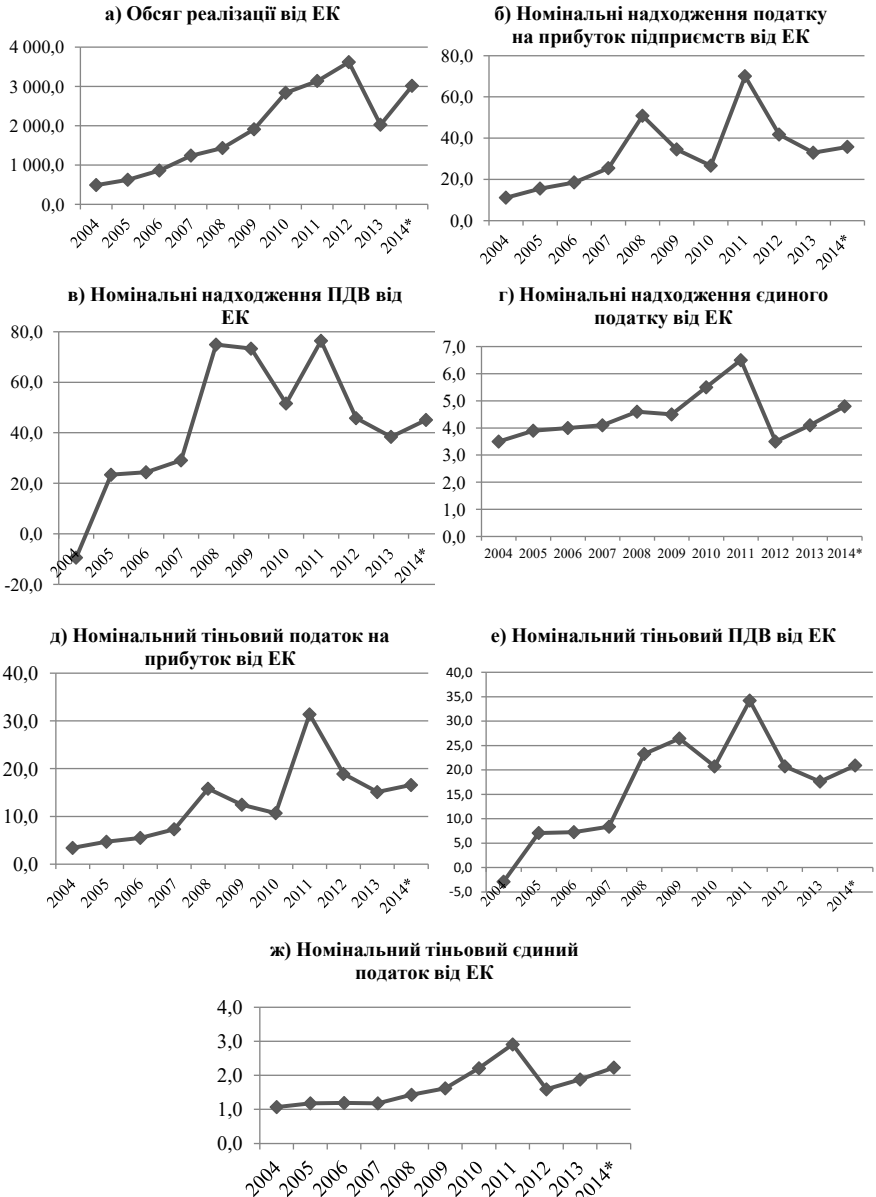 а) Обсяг реалізації від ЕК
4 000,0
3 000,0
2 000,0
1 000,0
0,0
2004 2005 2006 2007 2008 2009 2010 2011 2012 2013 2014*
б) Номінальні надходження податку
на прибуток підприємств від ЕК
80,0
60,0
40,0
20,0
0,0
2004 2005 2006 2007 2008 2009 2010 2011 2012 2013 2014*
в) Номінальні надходження ПДВ від
ЕК
80,0
60,0
40,0
20,0
0,0
-20,0
2004 2005 2006 2007 2008 2009 2010 2011 2012 2013 2014*
г) Номінальні надходження єдиного
податку від ЕК
7,0
6,0
5,0
4,0
3,0
2,0
1,0
0,0
2004 2005 2006 2007 2008 2009 2010 2011 2012 2013 2014*
д) Номінальний тіньовий податок на
прибуток від ЕК
40,0
30,0
20,0
10,0
0,0
2004 2005 2006 2007 2008 2009 2010 2011 2012 2013 2014*
е) Номінальний тіньовий ПДВ від ЕК
40,0
35,0
30,0
25,0
20,0
15,0
10,0
5,0
0,0
-5,0
2004 2005 2006 2007 2008 2009 2010 2011 2012 2013 2014*
ж) Номінальний тіньовий єдиний
податок від ЕК
4,0
3,0
2,0
1,0
0,0
2004 2005 2006 2007 2008 2009 2010 2011 2012 2013 2014*